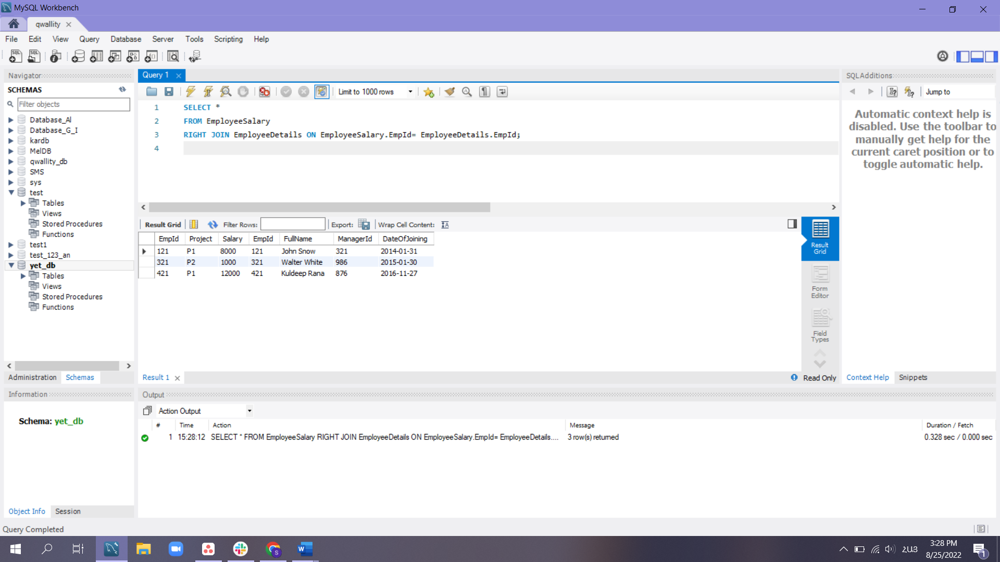 MySQL Workbench
qwallity
File Edit View Query Database Server Tools Scripting Help
Navigator
SCHEMAS
Filter objects
Database_Al
Database_G_I
kardb
MelDB
qwallity_db
SMS
sys
test
Tables
Views
Stored Procedures
Functions
test1
test_123_an
yet_db
Tables
Views
Stored Procedures
Functions
Administration Schemas
Information
Schema: yet_db
Object Info Session
Query Completed
Query 1
Limit to 1000 rows
1 SELECT *
2 FROM EmployeeSalary
3 RIGHT JOIN EmployeeDetails ON EmployeeSalary.EmpId= EmployeeDetails.EmpId;
4
Result Grid Filter Rows: Export: Wrap Cell Content:
EmpId Project Salary EmpId FullName ManagerId DateOfJoining
121 P1 8000 121 John Snow 321 2014-01-31
321 P2 1000 321 Walter White 986 2015-01-30
421 P1 12000 421 Kuldeep Rana 876 2016-11-27
Result
Grid
Form
Editor
Field
Types
Result 1
Read Only
SQLAdditions
Jump to
Automatic context help is
disabled. Use the toolbar to
manually get help for the
current caret position or to
toggle automatic help.
Context Help Snippets
Output
Action Output
# Time Action Message Duration / Fetch
1 15:28:12 SELECT * FROM EmployeeSalary RIGHT JOIN EmployeeDetails ON EmployeeSalary.EmpId= EmployeeDetails.... 3 row(s) returned 0.328 sec / 0.000 sec
ՀԱՅ
3:28 PM
8/25/2022
1